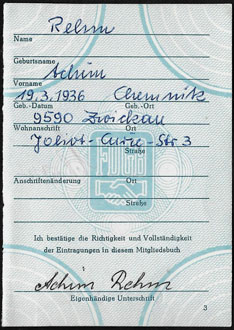 Rehm
Name
Geburtsname
Achim
Vorname
19.3.1936 Chemnitz
Geb.-Datum Geb.-Ort
9590 Zwickau
Wohnanschrift Ort
Joliot-Curie-Str 3
Straße
Anschriftenänderung Ort
Straße
Ich bestätige die Richtigkeit und Vollständigkeit
der Eintragungen in diesem Mitgliedsbuch
Achim Rehm
Eigenhändige Unterschrift
3